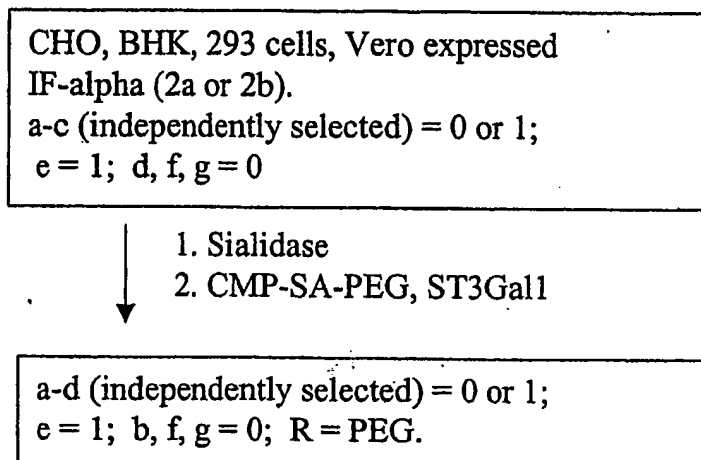 CHO, BHK, 293 cells, Vero expressed
IF-alpha (2a or 2b).
a-c (independently selected) = 0 or 1;
e = 1; d, f, g = 0
1. Sialidase
2. CMP-SA-PEG, ST3Gal1
a-d (independently selected) = 0 or 1;
e = 1; b, f, g = 0; R = PEG.